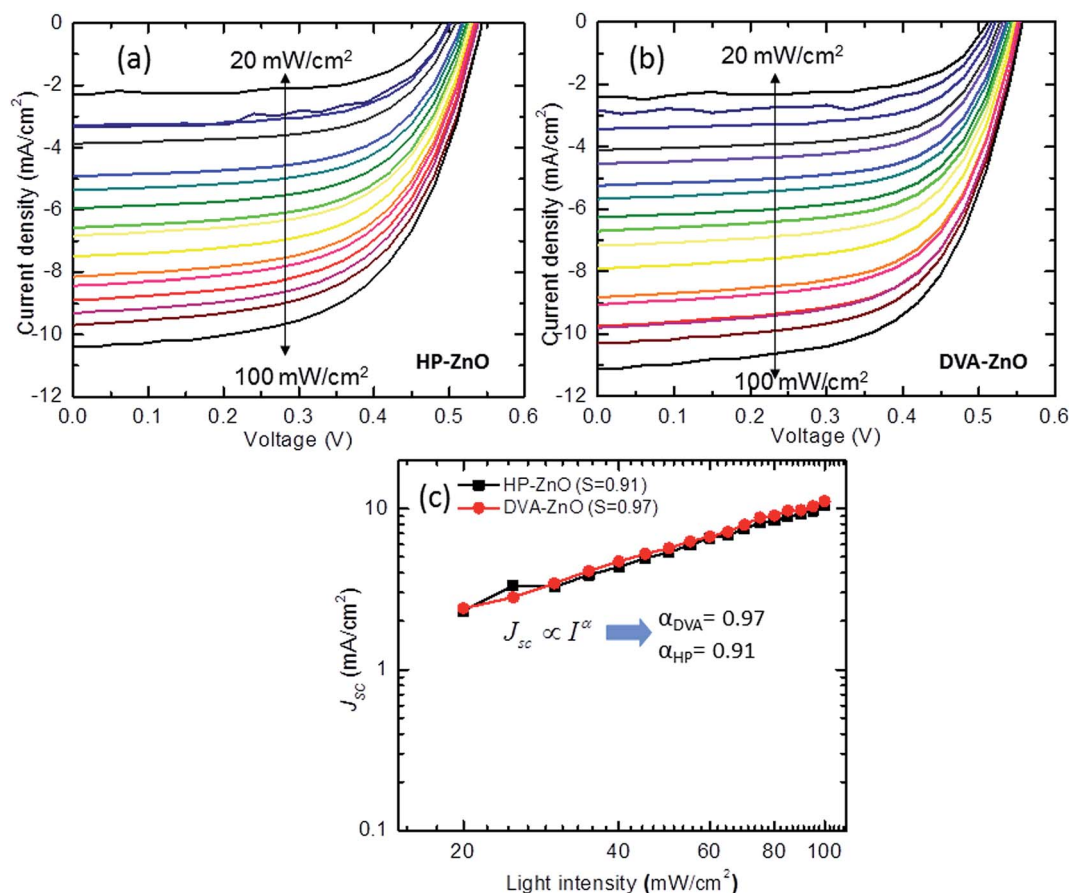 (a)
20 mW/cm²
100 mW/cm²
HP-ZnO
Current density (mA/cm²)
0
-2
-4
-6
-8
-10
-12
0.0 0.1 0.2 0.3 0.4 0.5 0.6
Voltage (V)
(b)
20 mW/cm²
100 mW/cm²
DVA-ZnO
Current density (mA/cm²)
0
-2
-4
-6
-8
-10
-12
0.0 0.1 0.2 0.3 0.4 0.5 0.6
Voltage (V)
(c)
HP-ZnO (S=0.91)
DVA-ZnO (S=0.97)
J_sc ∝ I^α
α_DVA= 0.97
α_HP= 0.91
J_SC (mA/cm²)
10
1
0.1
20 40 60 80 100
Light intensity (mW/cm²)